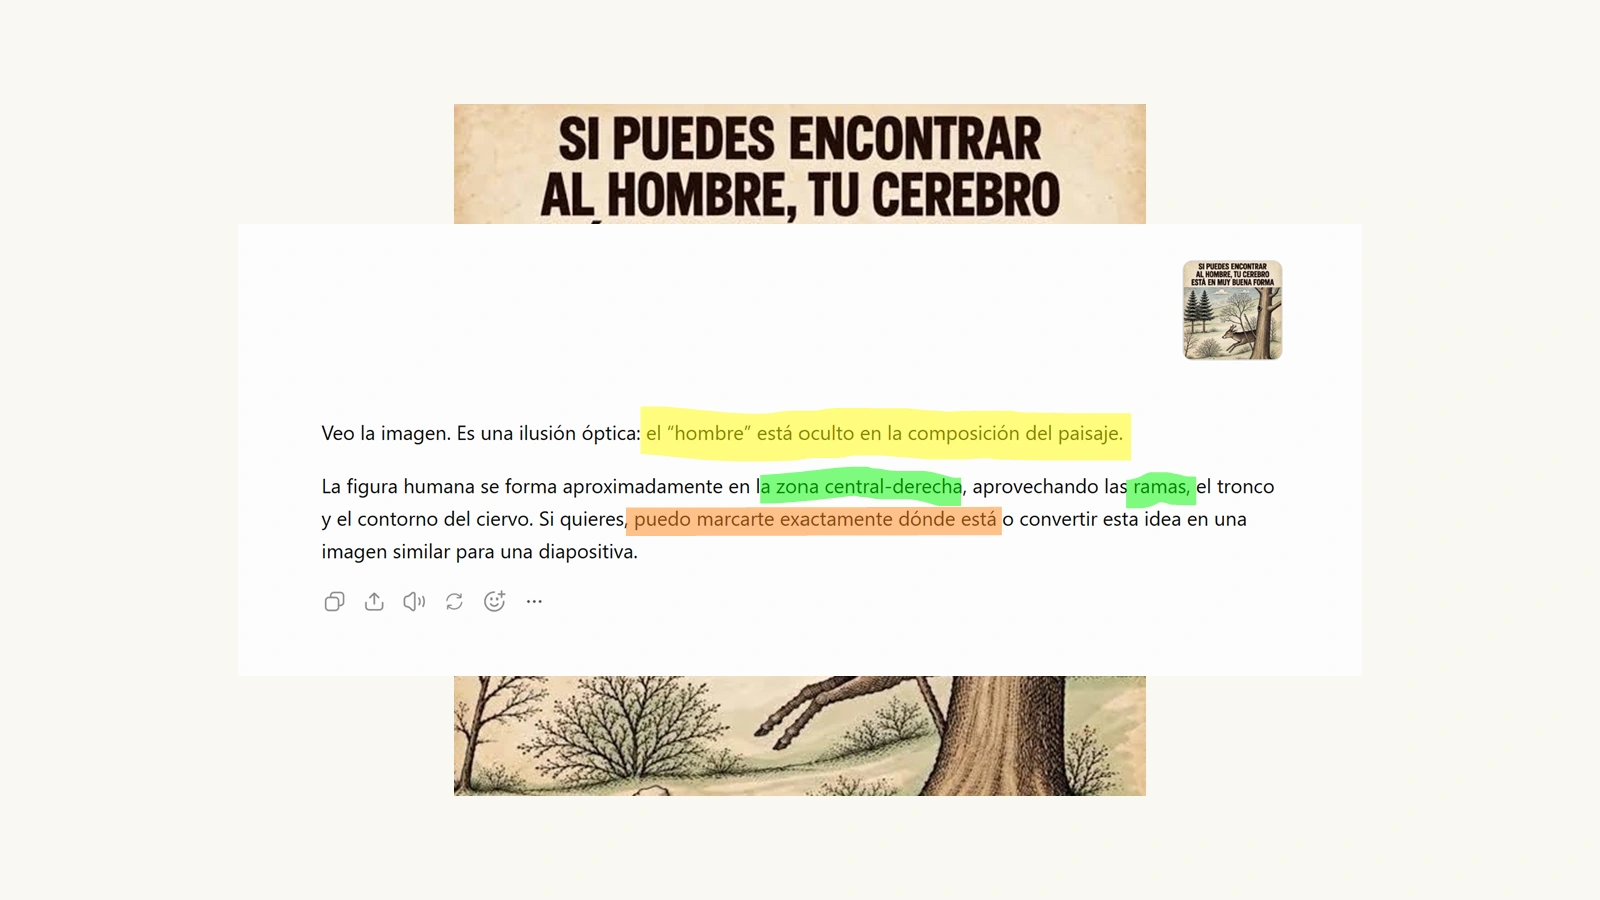 SI PUEDES ENCONTRAR
AL HOMBRE, TU CEREBRO
SI PUEDES ENCONTRAR
AL HOMBRE, TU CEREBRO
ESTÁ EN MUY BUENA FORMA
Veo la imagen. Es una ilusión óptica: el “hombre” está oculto en la composición del paisaje.
La figura humana se forma aproximadamente en la zona central-derecha, aprovechando las ramas, el tronco
y el contorno del ciervo. Si quieres, puedo marcarte exactamente dónde está o convertir esta idea en una
imagen similar para una diapositiva.